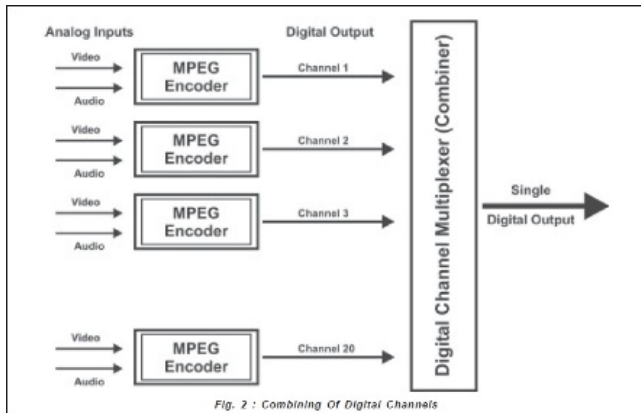 Analog Inputs
Digital Output
Video
Audio
MPEG
Encoder
Channel 1
Video
Audio
MPEG
Encoder
Channel 2
Video
Audio
MPEG
Encoder
Channel 3
Video
Audio
MPEG
Encoder
Channel 20
Digital Channel Multiplexer (Combiner)
Single
Digital Output
Fig. 2 : Combining Of Digital Channels